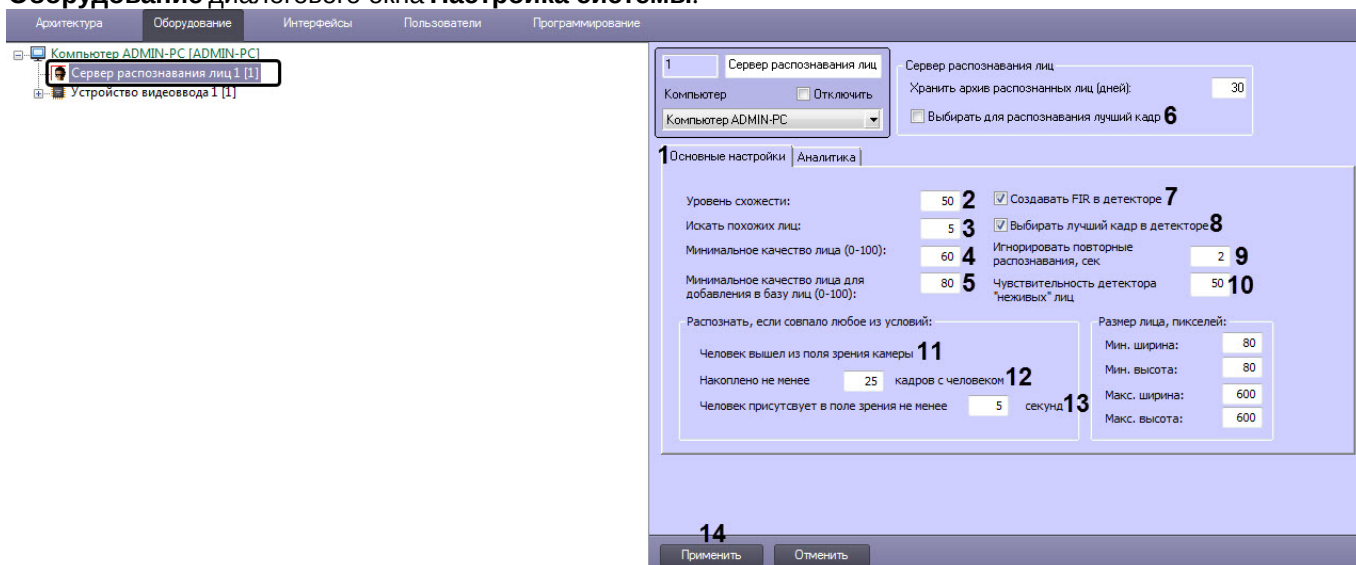 Оборудование диалогового окна Настройка системы.
Архитектура Оборудование Интерфейсы Пользователи Программирование
Компьютер ADMIN-PC [ADMIN-PC]
Сервер распознавания лиц 1 [1]
Устройство видеоввода 1 [1]
1 Сервер распознавания лиц
Компьютер Отключить
Компьютер ADMIN-PC
Сервер распознавания лиц
Хранить архив распознанных лиц (дней): 30
Выбирать для распознавания лучший кадр 6
1 Основные настройки Аналитика
Уровень схожести: 50 2
Искать похожих лиц: 5 3
Минимальное качество лица (0-100): 60 4
Минимальное качество лица для
добавления в базу лиц (0-100): 80 5
Создавать FIR в детекторе 7
Выбирать лучший кадр в детекторе 8
Игнорировать повторные
распознавания, сек 2 9
Чувствительность детектора 50 10
"неживых" лиц
Распознать, если совпало любое из условий:
Человек вышел из поля зрения камеры 11
Накоплено не менее 25 кадров с человеком 12
Человек присутсвует в поле зрения не менее 5 секунд 13
Размер лица, пикселей:
Мин. ширина: 80
Мин. высота: 80
Макс. ширина: 600
Макс. высота: 600
14
Применить Отменить